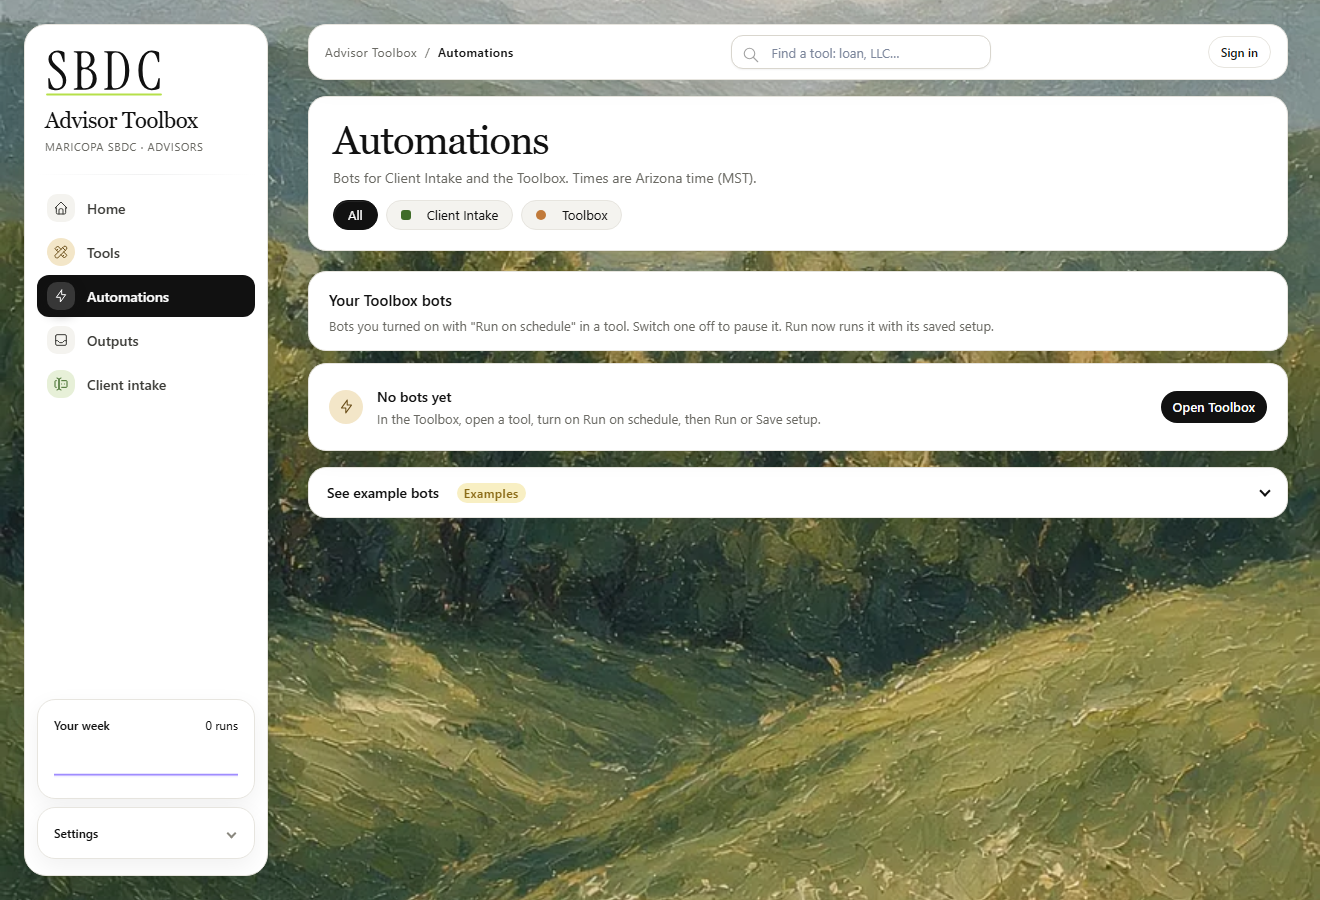 SBDC
Advisor Toolbox
MARICOPA SBDC · ADVISORS
Home
Tools
Automations
Outputs
Client intake
Your week
0 runs
Settings
Advisor Toolbox / Automations
Find a tool: loan, LLC...
Sign in
Automations
Bots for Client Intake and the Toolbox. Times are Arizona time (MST).
All
Client Intake
Toolbox
Your Toolbox bots
Bots you turned on with "Run on schedule" in a tool. Switch one off to pause it. Run now runs it with its saved setup.
No bots yet
In the Toolbox, open a tool, turn on Run on schedule, then Run or Save setup.
Open Toolbox
See example bots
Examples